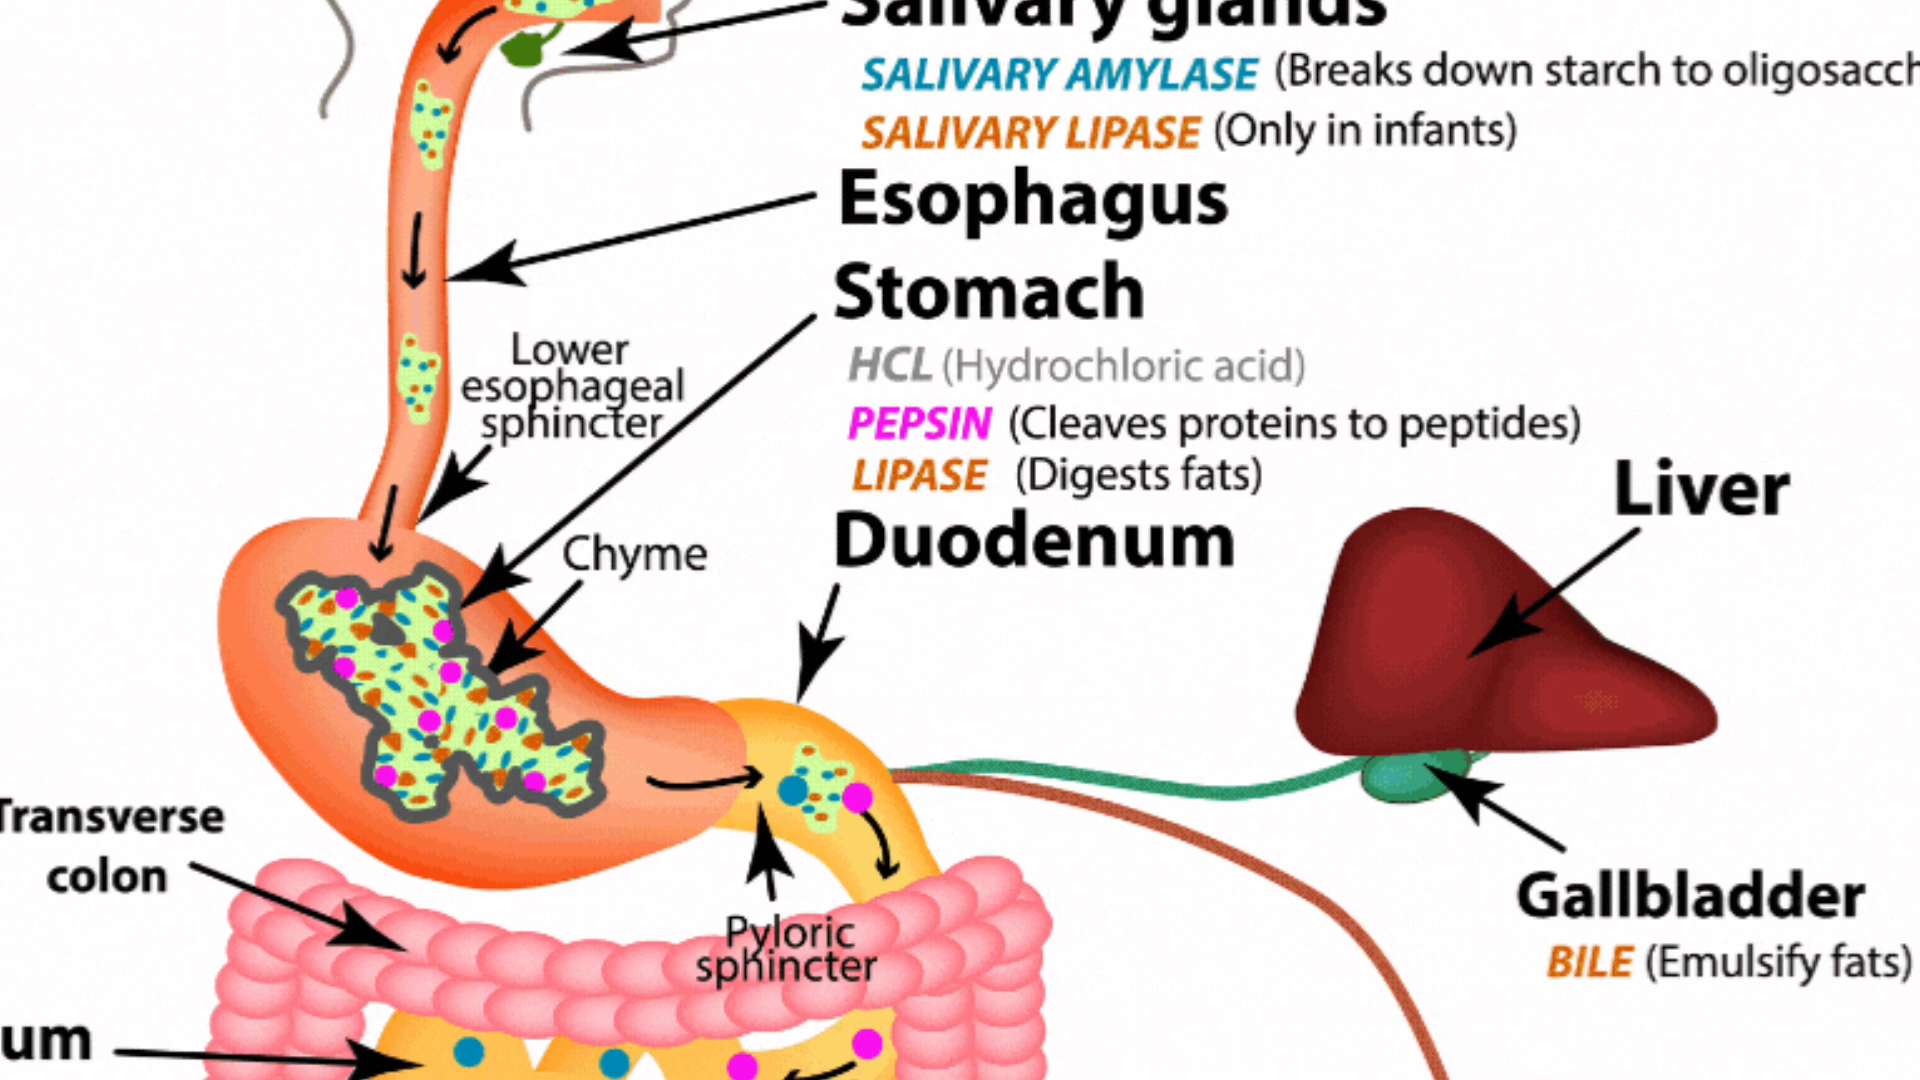 Salivary glands
SALIVARY AMYLASE (Breaks down starch to oligosacch
SALIVARY LIPASE (Only in infants)
Esophagus
Stomach
HCL (Hydrochloric acid)
PEPSIN (Cleaves proteins to peptides)
LIPASE (Digests fats)
Lower
esophageal
sphincter
Chyme
Duodenum
Liver
Transverse
colon
Pyloric
sphincter
Gallbladder
BILE (Emulsify fats)
um